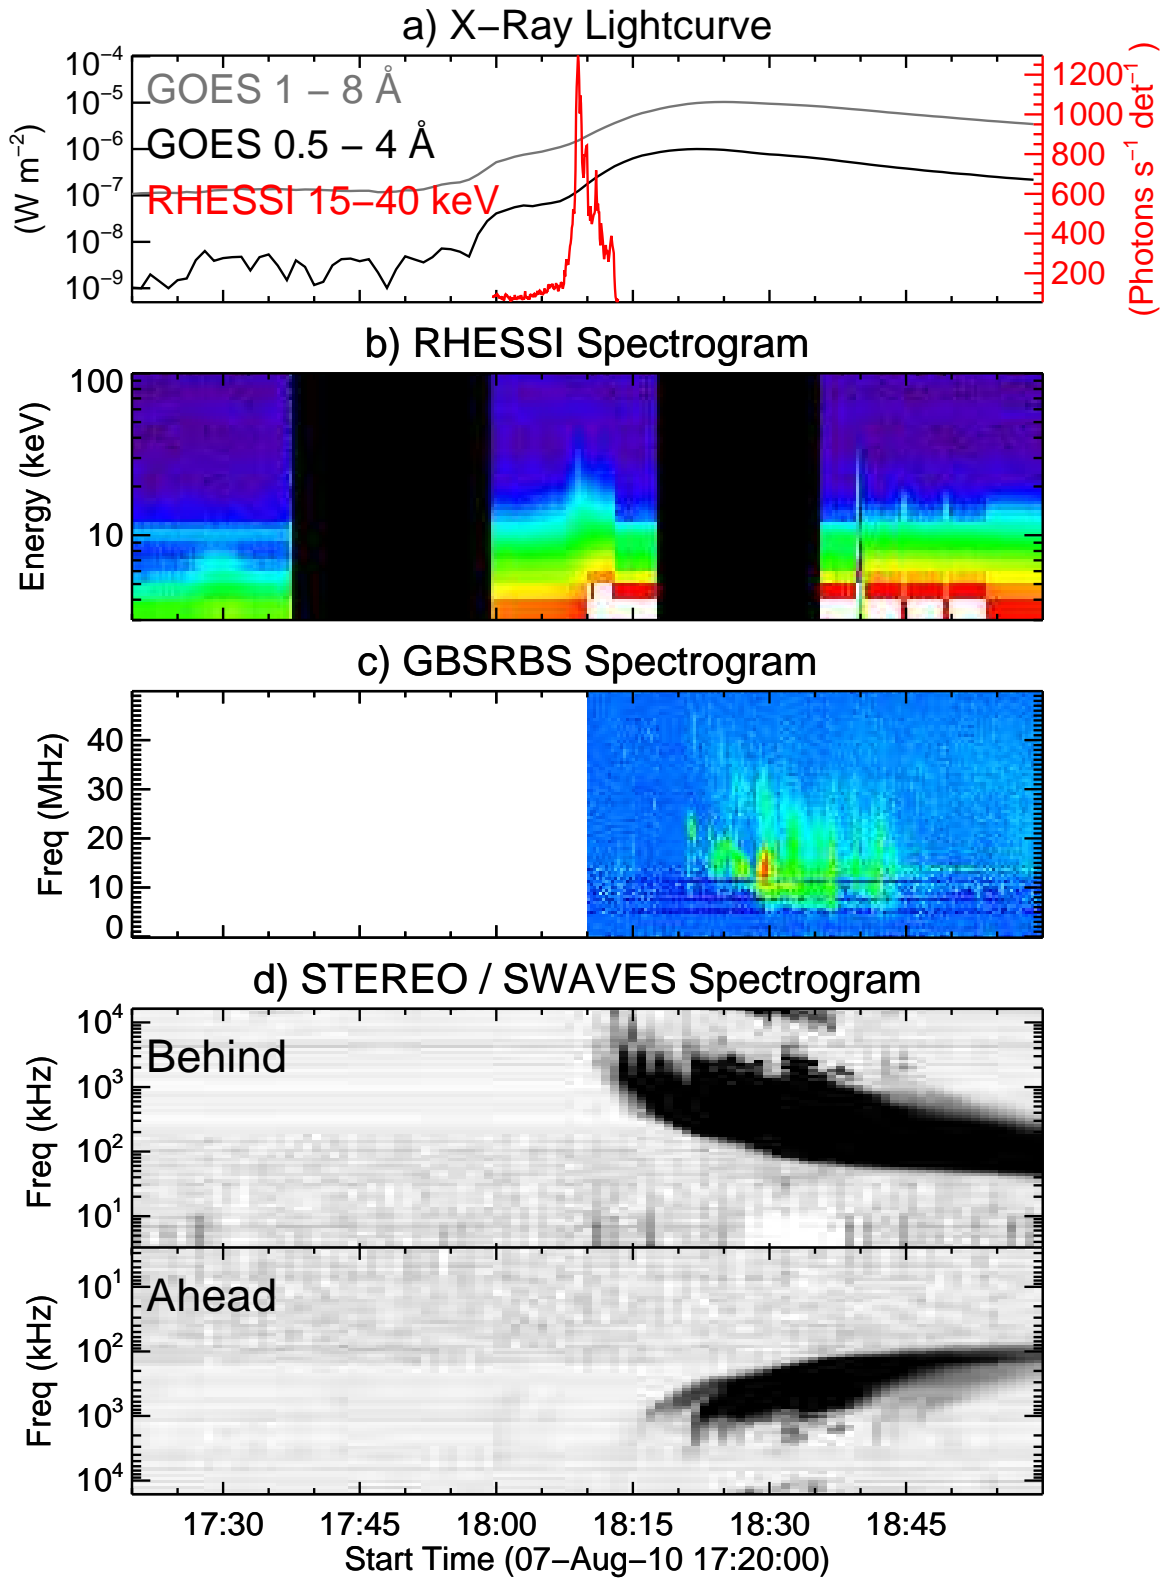 a) X−Ray Lightcurve
10⁻⁴
10⁻⁵
10⁻⁶
10⁻⁷
10⁻⁸
10⁻⁹
(W m⁻²)
GOES 1 − 8 Å
GOES 0.5 − 4 Å
RHESSI 15−40 keV
1200
1000
800
600
400
200
(Photons s⁻¹ det⁻¹)
b) RHESSI Spectrogram
100
10
Energy (keV)
c) GBSRBS Spectrogram
40
30
20
10
0
Freq (MHz)
d) STEREO / SWAVES Spectrogram
Behind
10⁴
10³
10²
10¹
Freq (kHz)
Ahead
10¹
10²
10³
10⁴
Freq (kHz)
17:30 17:45 18:00 18:15 18:30 18:45
Start Time (07−Aug−10 17:20:00)